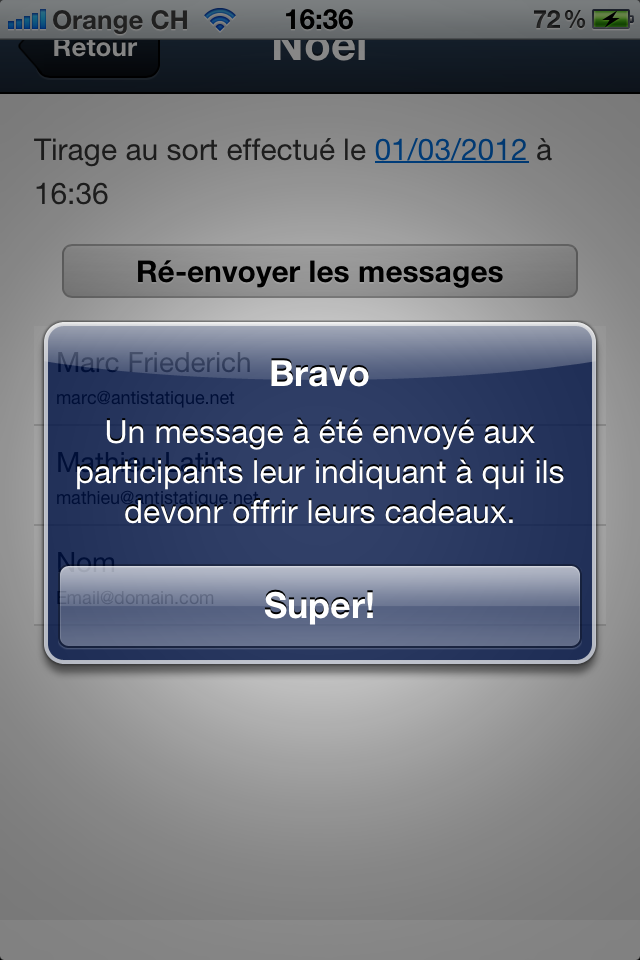 Orange CH 16:36 72 %
Retour Noël
Tirage au sort effectué le 01/03/2012 à
16:36
Ré-envoyer les messages
Marc Friederich
marc@antistatique.net
Mathieu Latin
mathieu@antistatique.net
Nom
Email@domain.com
Bravo
Un message à été envoyé aux
participants leur indiquant à qui ils
devonr offrir leurs cadeaux.
Super!